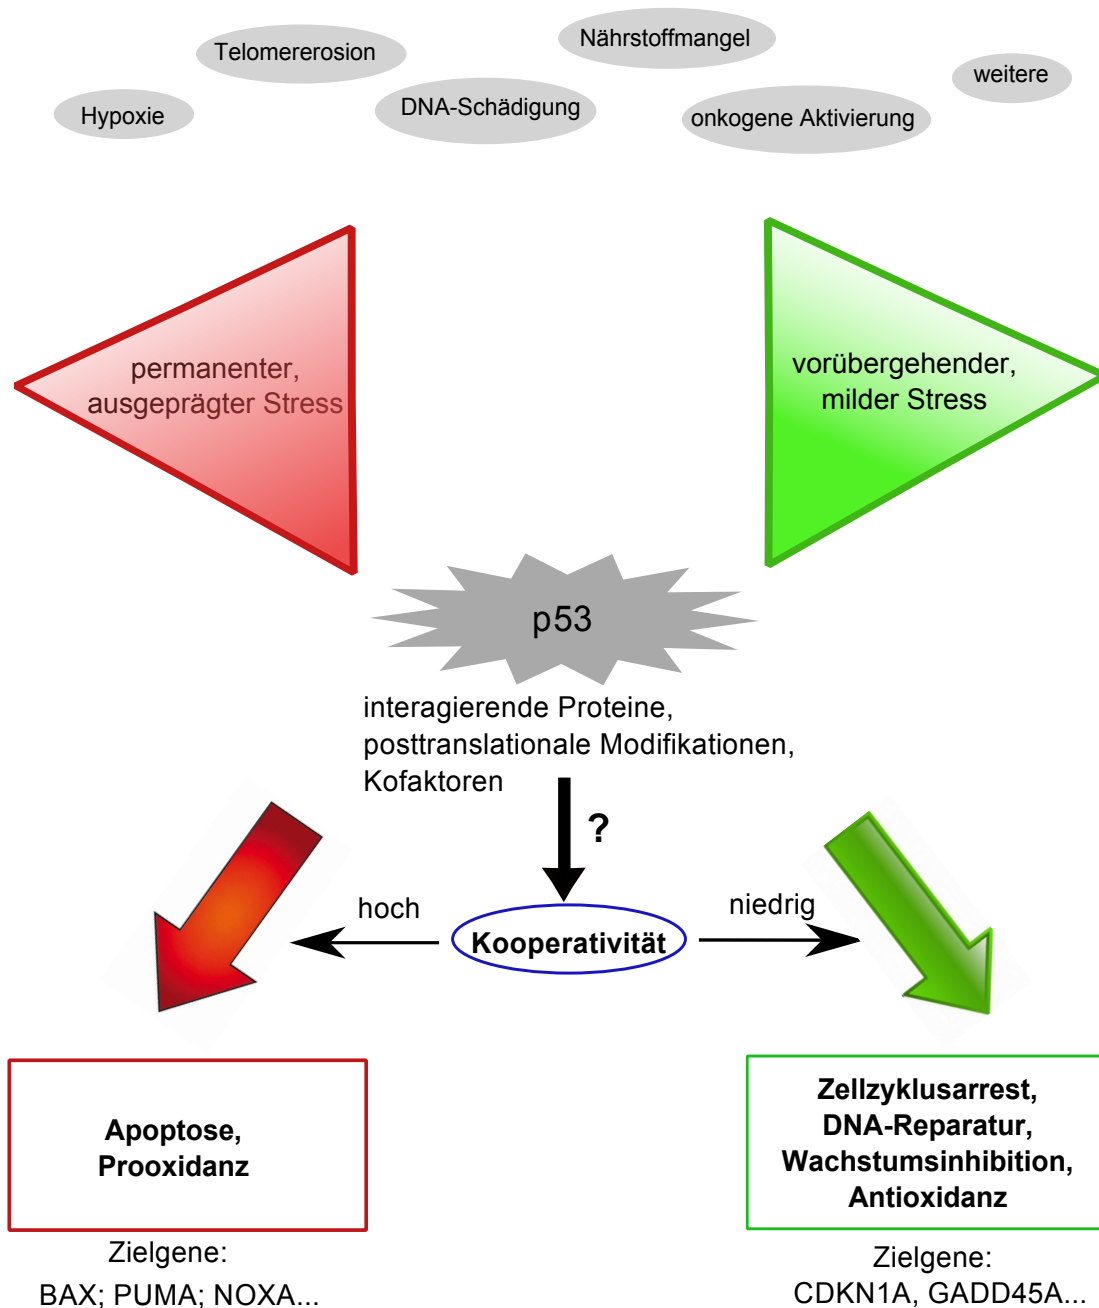 Nährstoffmangel
Telomererosion
weitere
Hypoxie
DNA-Schädigung
onkogene Aktivierung
permanenter,
ausgeprägter Stress
vorübergehender,
milder Stress
p53
interagierende Proteine,
posttranslationale Modifikationen,
Kofaktoren
?
hoch
niedrig
Kooperativität
Apoptose,
Prooxidanz
Zielgene:
BAX; PUMA; NOXA...
Zellzyklusarrest,
DNA-Reparatur,
Wachstumsinhibition,
Antioxidanz
Zielgene:
CDKN1A, GADD45A...